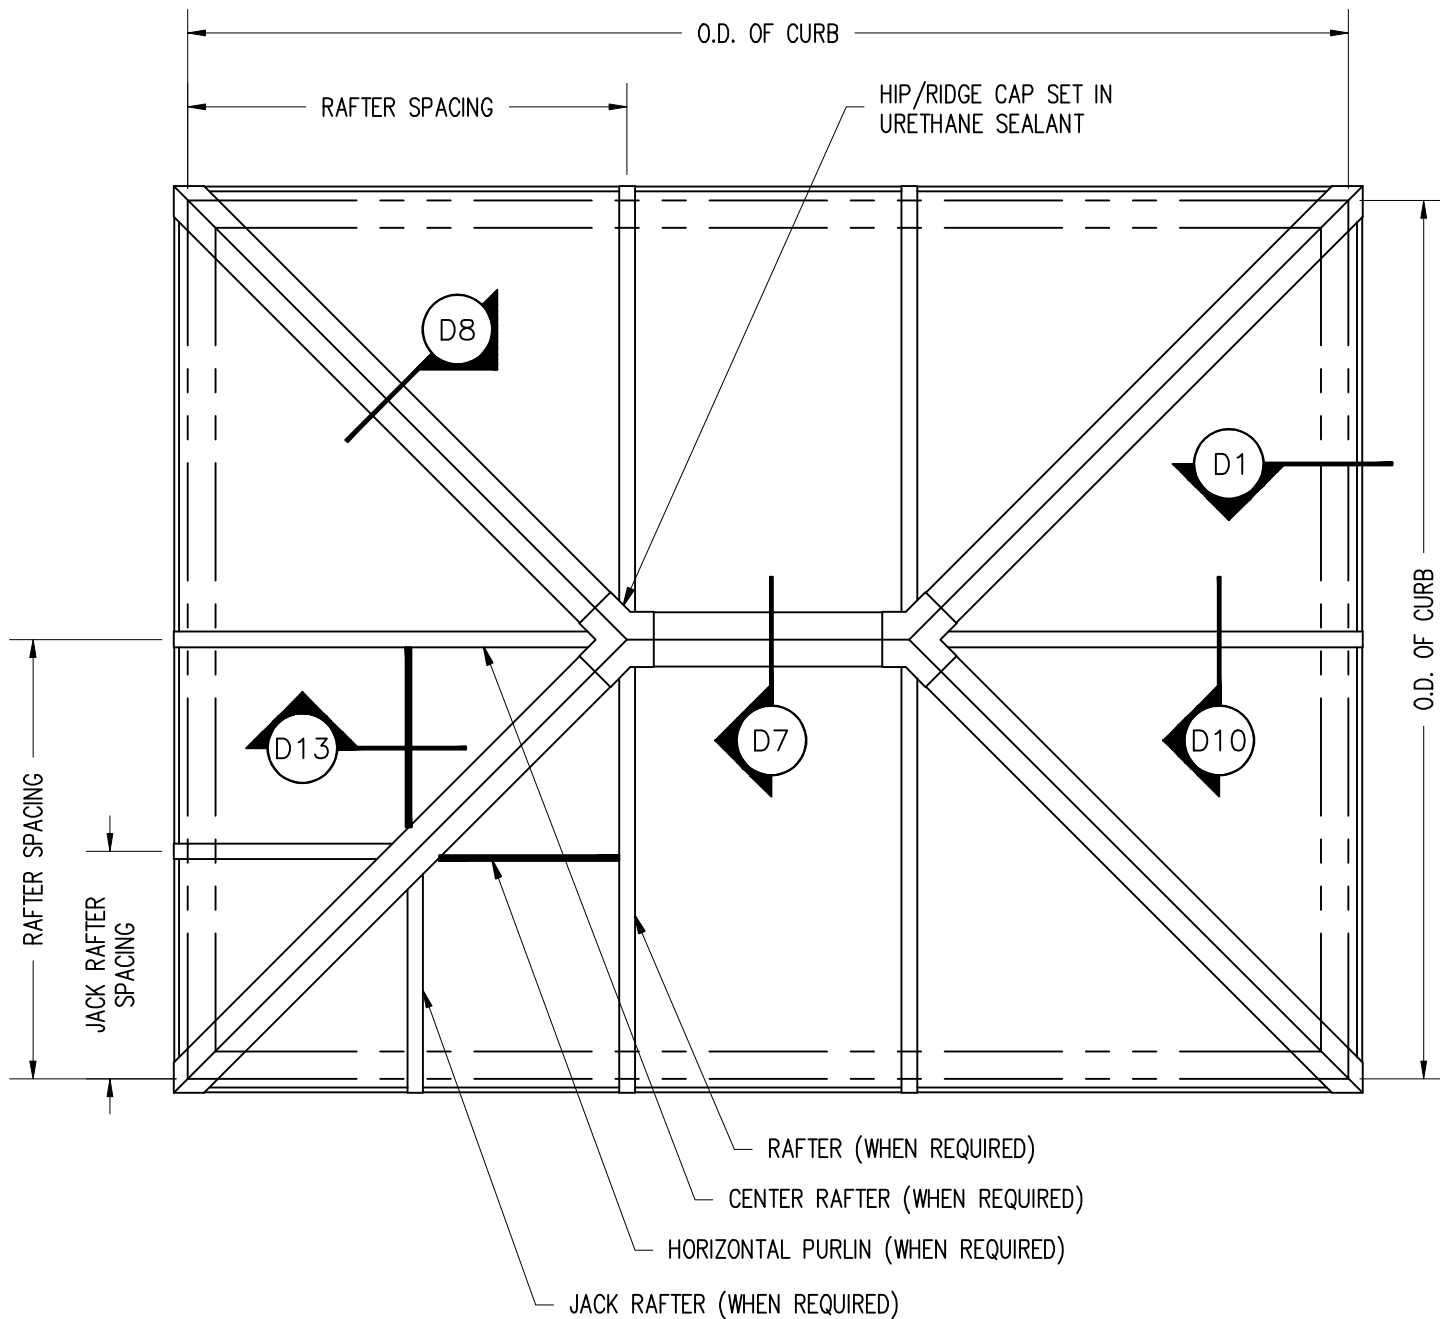 O.D. OF CURB
RAFTER SPACING
HIP/RIDGE CAP SET IN
URETHANE SEALANT
D8
D1
O.D. OF CURB
D13
D7
D10
RAFTER SPACING
JACK RAFTER
SPACING
RAFTER (WHEN REQUIRED)
CENTER RAFTER (WHEN REQUIRED)
HORIZONTAL PURLIN (WHEN REQUIRED)
JACK RAFTER (WHEN REQUIRED)